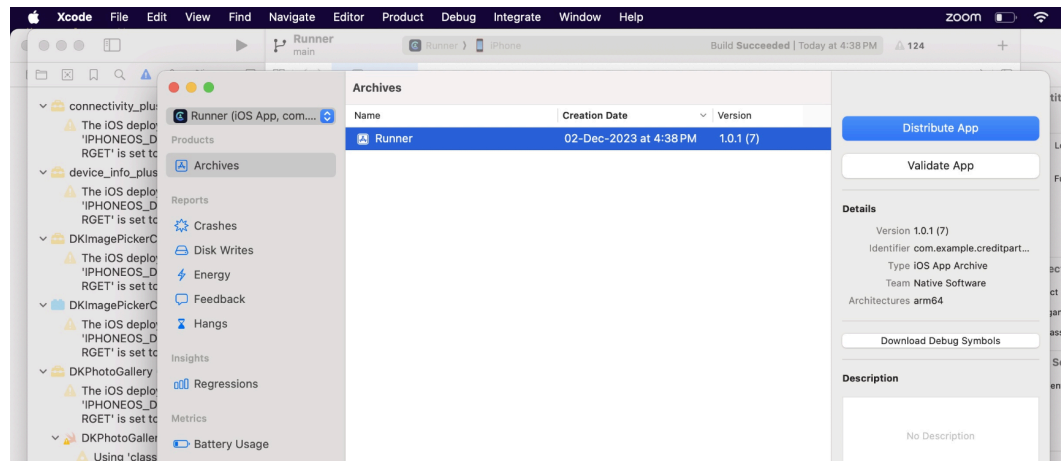 Xcode File Edit View Find Navigate Editor Product Debug Integrate Window Help zoom
Runner
main
Runner ⟩ iPhone
Build Succeeded | Today at 4:38 PM
124
connectivity_plu
The iOS deploy
'IPHONEOS_D
RGET' is set to
device_info_plus
The iOS deploy
'IPHONEOS_D
RGET' is set to
DKImagePickerC
The iOS deploy
'IPHONEOS_D
RGET' is set to
DKImagePickerC
The iOS deploy
'IPHONEOS_D
RGET' is set to
DKPhotoGallery
The iOS deploy
'IPHONEOS_D
RGET' is set to
DKPhotoGaller
Using 'class
Runner (iOS App, com....
Products
Archives
Reports
Crashes
Disk Writes
Energy
Feedback
Hangs
Insights
Regressions
Metrics
Battery Usage
Archives
Name Creation Date Version
Runner 02-Dec-2023 at 4:38 PM 1.0.1 (7)
Distribute App
Validate App
Details
Version 1.0.1 (7)
Identifier com.example.creditpart...
Type iOS App Archive
Team Native Software
Architectures arm64
Download Debug Symbols
Description
No Description